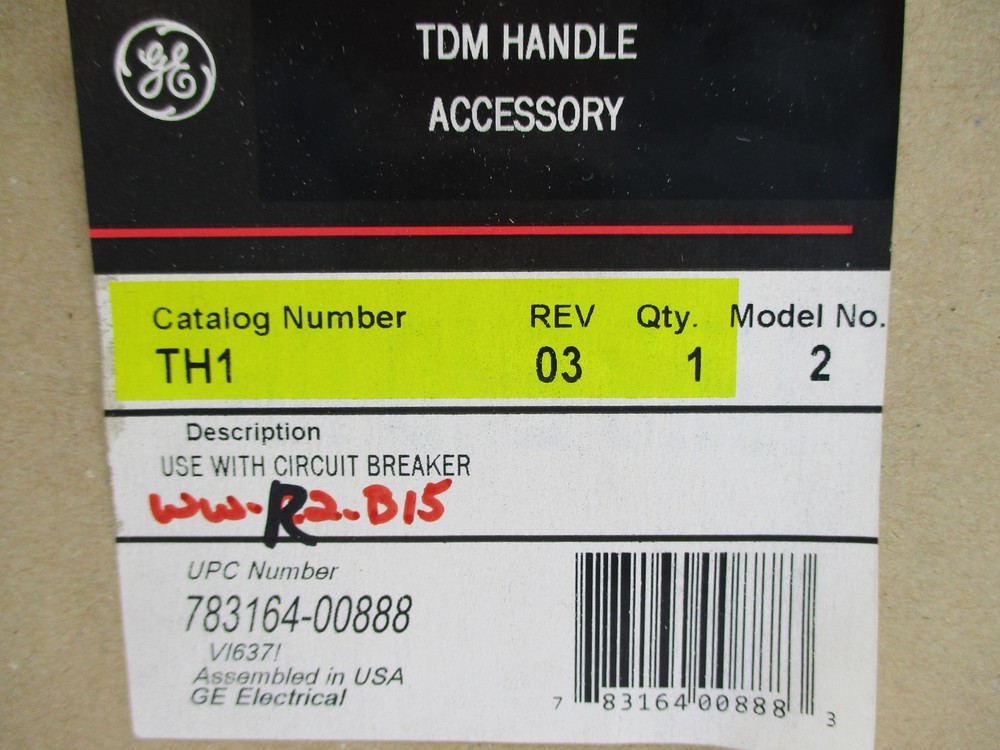 GE
TDM HANDLE
ACCESSORY
Catalog Number REV Qty. Model No.
TH1 03 1 2
Description
USE WITH CIRCUIT BREAKER
WW-R2-B15
UPC Number
783164-00888
VI637I
Assembled in USA
GE Electrical
7 83164 00888 3